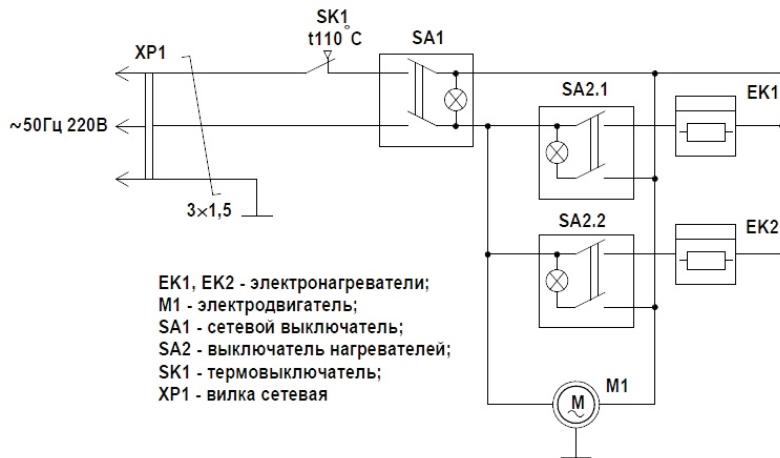 SK1
t110°C
SA1
XP1
SA2.1
EK1
~50Гц 220В
3×1,5
SA2.2
EK2
EK1, EK2 - электронагреватели;
M1 - электродвигатель;
SA1 - сетевой выключатель;
SA2 - выключатель нагревателей;
SK1 - термовыключатель;
XP1 - вилка сетевая
M1
M